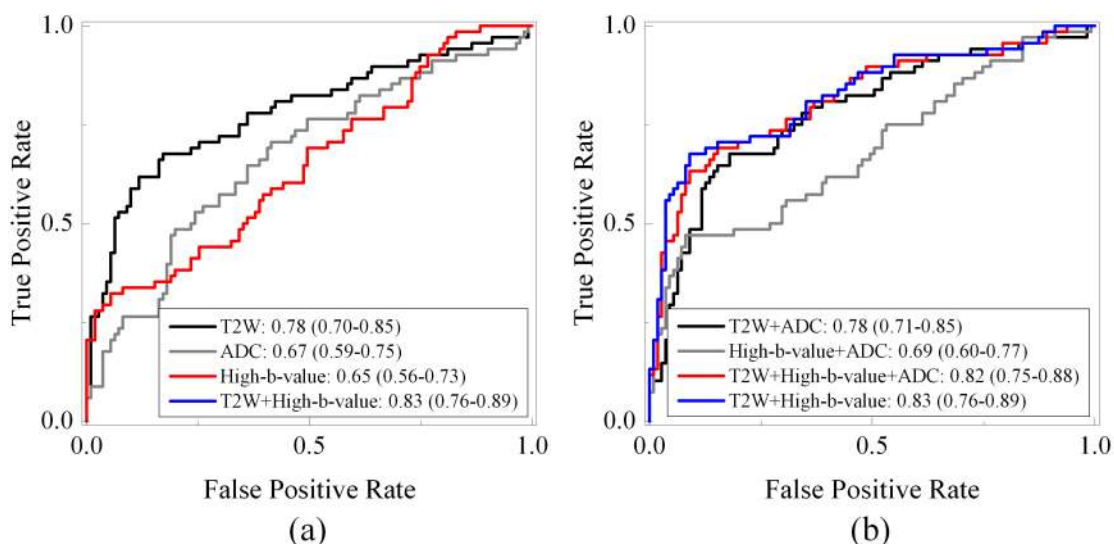 1.0
True Positive Rate
0.5
T2W: 0.78 (0.70-0.85)
ADC: 0.67 (0.59-0.75)
High-b-value: 0.65 (0.56-0.73)
T2W+High-b-value: 0.83 (0.76-0.89)
0.0
0.0 0.5 1.0
False Positive Rate
(a)
1.0
True Positive Rate
0.5
T2W+ADC: 0.78 (0.71-0.85)
High-b-value+ADC: 0.69 (0.60-0.77)
T2W+High-b-value+ADC: 0.82 (0.75-0.88)
T2W+High-b-value: 0.83 (0.76-0.89)
0.0
0.0 0.5 1.0
False Positive Rate
(b)